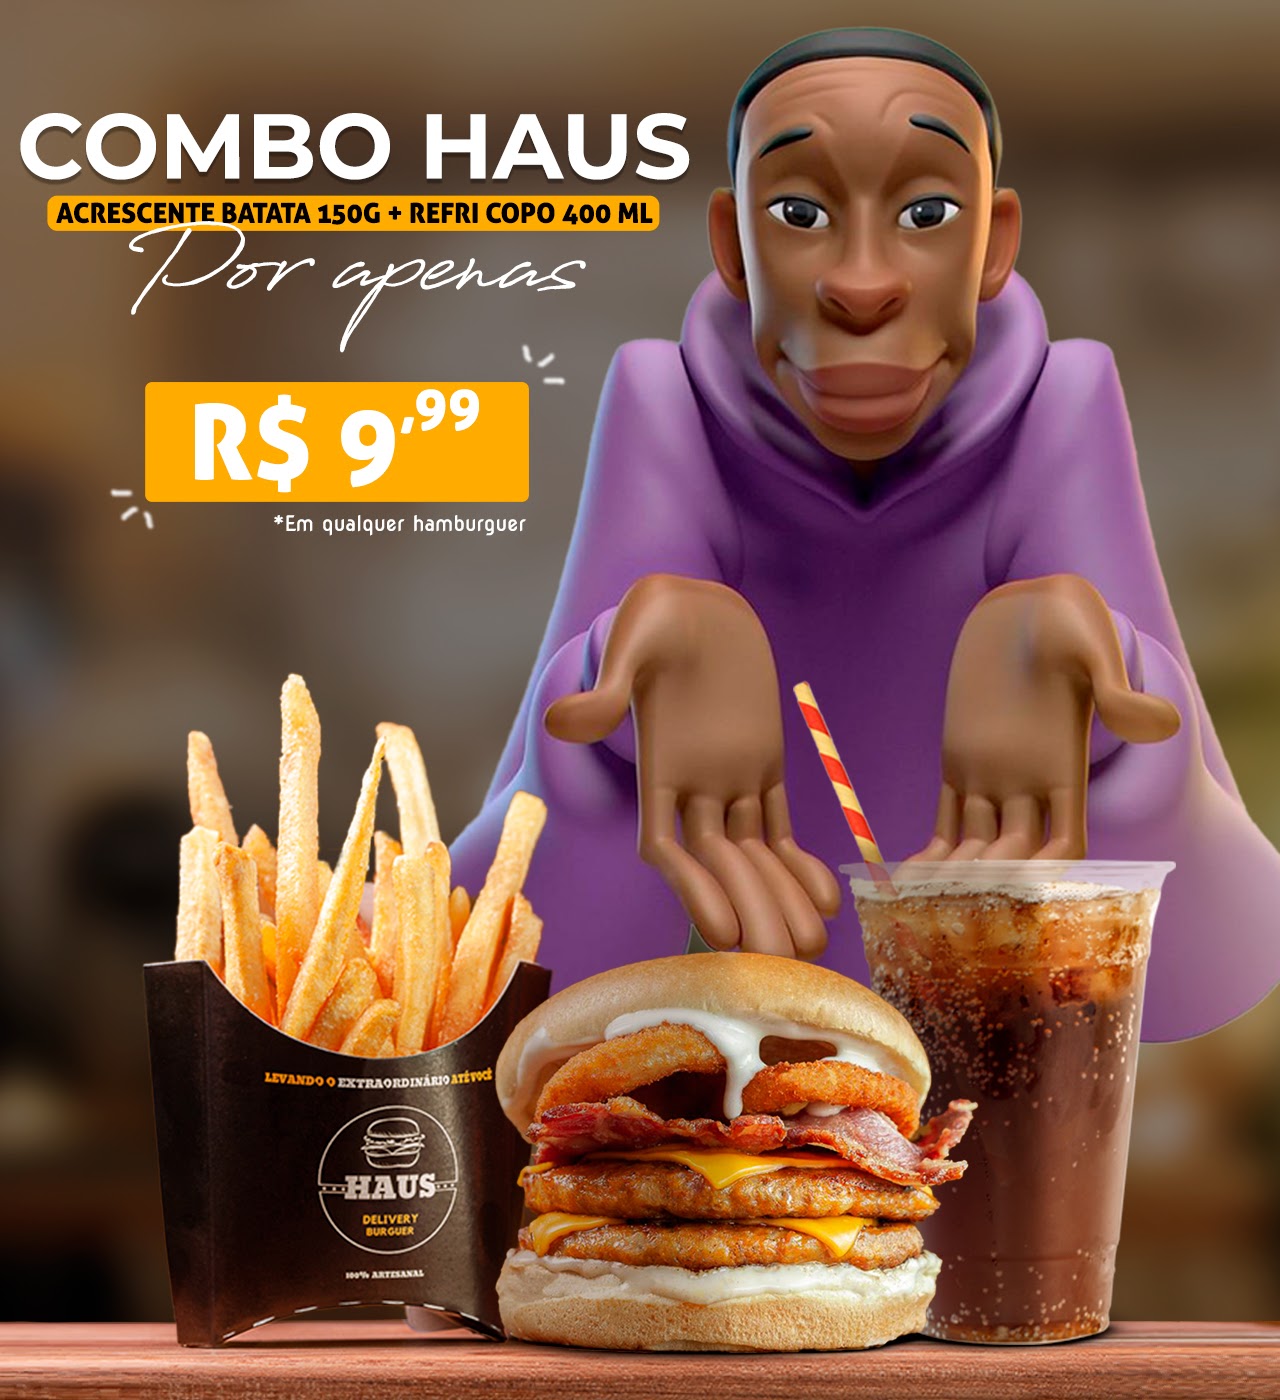 COMBO HAUS
ACRESCENTE BATATA 150G + REFRI COPO 400 ML
Por apenas
R$ 9,99
*Em qualquer hamburguer
LEVANDO O EXTRAORDINÁRIO ATÉ VOCÊ
HAUS
DELIVERY
BURGUER
100% ARTESANAL